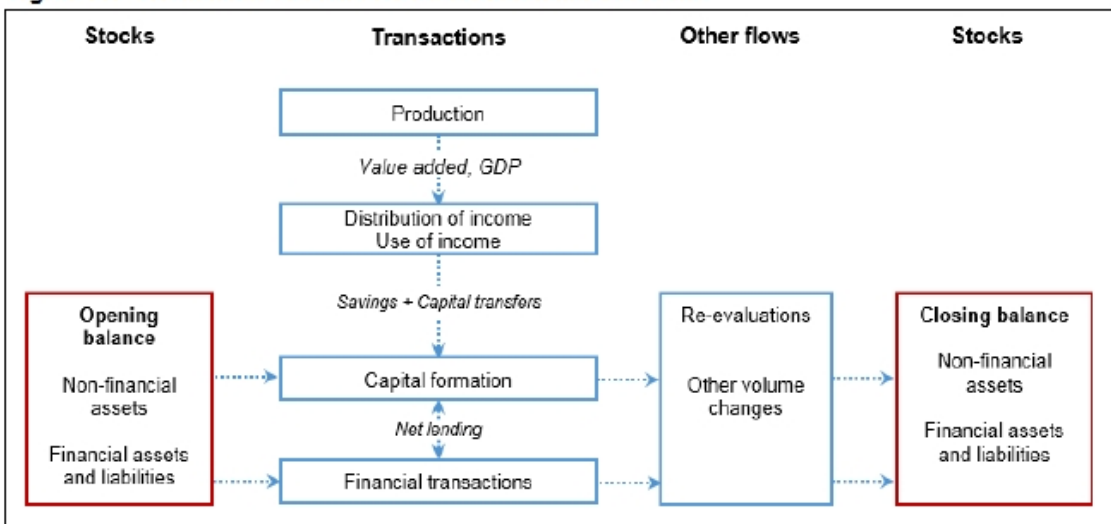 Stocks
Transactions
Other flows
Stocks
Production
Value added, GDP
Distribution of income
Use of income
Savings + Capital transfers
Opening
balance
Non-financial
assets
Financial assets
and liabilities
Capital formation
Net lending
Financial transactions
Re-evaluations
Other volume
changes
Closing balance
Non-financial
assets
Financial assets
and liabilities